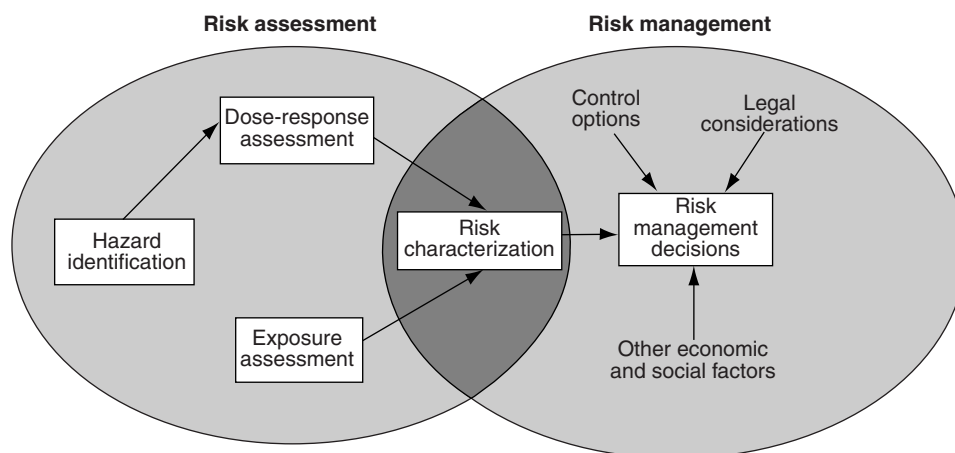 Risk assessment
Risk management
Dose-response
assessment
Control
options
Legal
considerations
Hazard
identification
Risk
characterization
Risk
management
decisions
Exposure
assessment
Other economic
and social factors